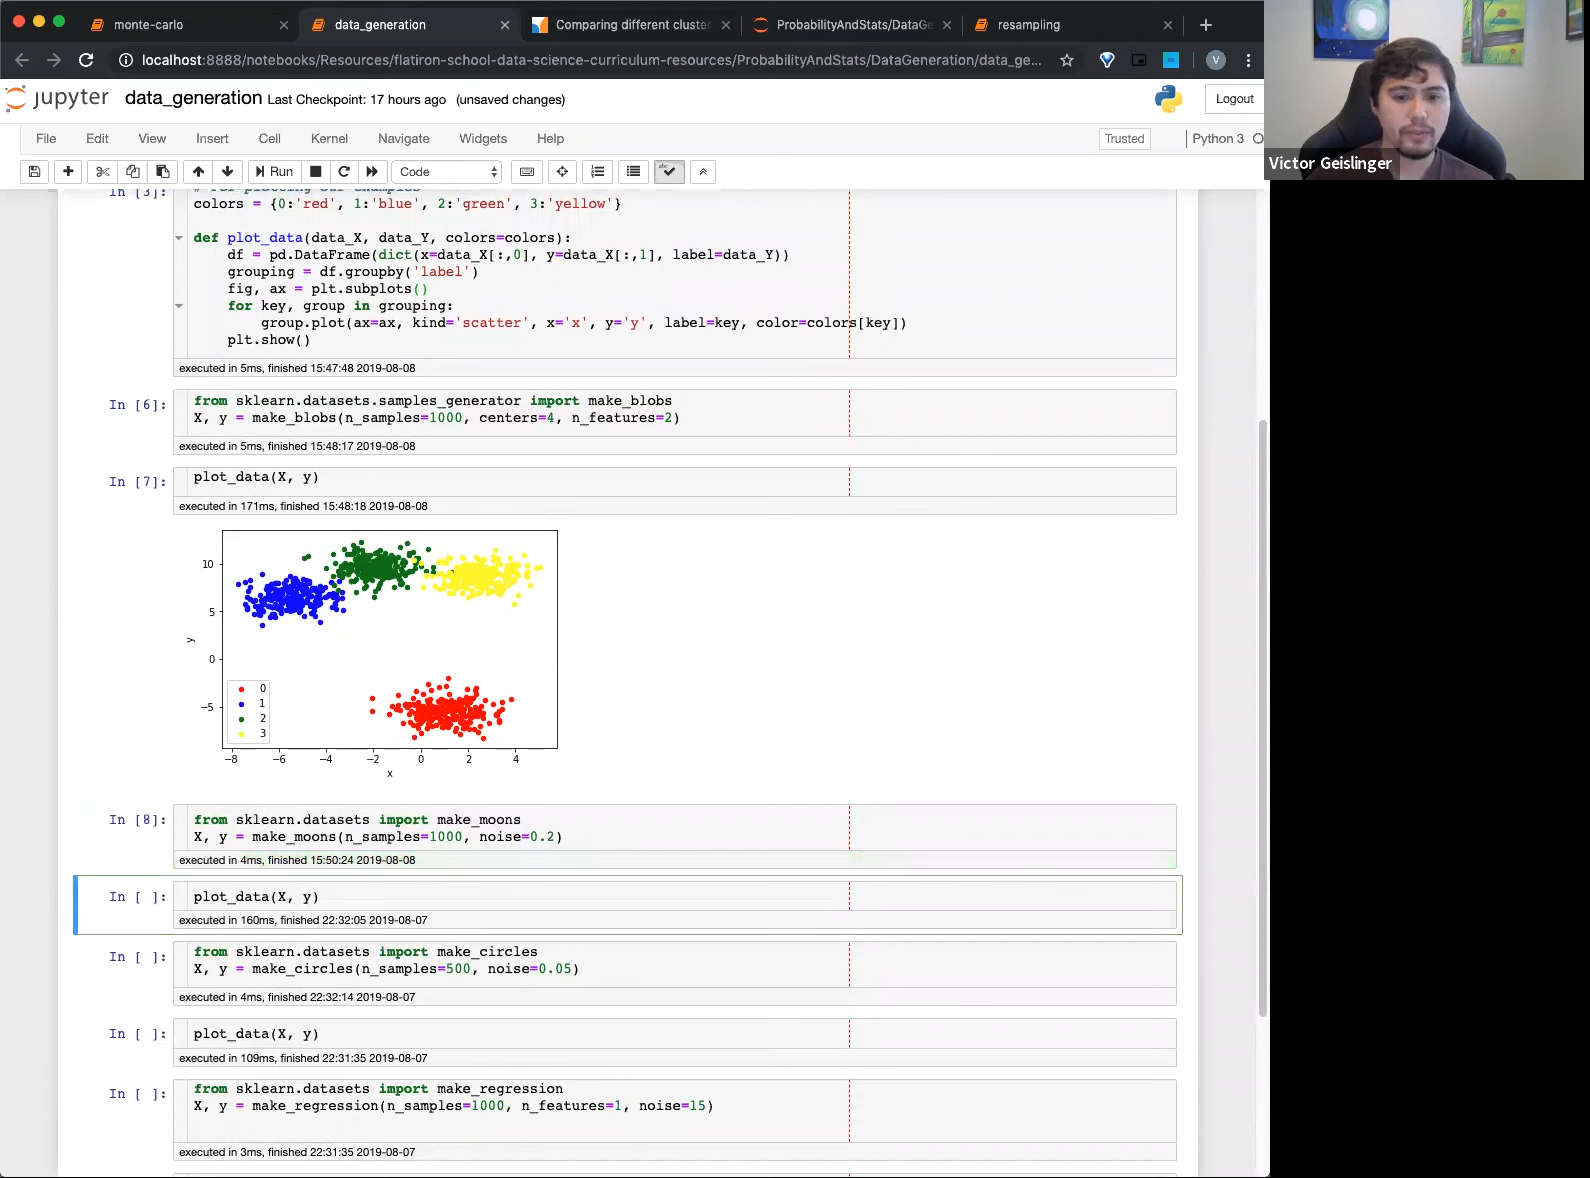 monte-carlo
data_generation
Comparing different cluster
ProbabilityAndStats/DataGe
resampling
localhost:8888/notebooks/Resources/flatiron-school-data-science-curriculum-resources/ProbabilityAndStats/DataGeneration/data_ge...
V
jupyter data_generation Last Checkpoint: 17 hours ago (unsaved changes)
Logout
Victor Geislinger
File Edit View Insert Cell Kernel Navigate Widgets Help
Trusted
Python 3
Run
Code
In [3]:
# For plotting our examples
colors = {0:'red', 1:'blue', 2:'green', 3:'yellow'}
def plot_data(data_X, data_Y, colors=colors):
df = pd.DataFrame(dict(x=data_X[:,0], y=data_X[:,1], label=data_Y))
grouping = df.groupby('label')
fig, ax = plt.subplots()
for key, group in grouping:
group.plot(ax=ax, kind='scatter', x='x', y='y', label=key, color=colors[key])
plt.show()
executed in 5ms, finished 15:47:48 2019-08-08
In [6]:
from sklearn.datasets.samples_generator import make_blobs
X, y = make_blobs(n_samples=1000, centers=4, n_features=2)
executed in 5ms, finished 15:48:17 2019-08-08
In [7]:
plot_data(X, y)
executed in 171ms, finished 15:48:18 2019-08-08
10
5
0
−5
y
0
1
2
3
−8 −6 −4 −2 0 2 4
x
In [8]:
from sklearn.datasets import make_moons
X, y = make_moons(n_samples=1000, noise=0.2)
executed in 4ms, finished 15:50:24 2019-08-08
In [ ]:
plot_data(X, y)
executed in 160ms, finished 22:32:05 2019-08-07
In [ ]:
from sklearn.datasets import make_circles
X, y = make_circles(n_samples=500, noise=0.05)
executed in 4ms, finished 22:32:14 2019-08-07
In [ ]:
plot_data(X, y)
executed in 109ms, finished 22:31:35 2019-08-07
In [ ]:
from sklearn.datasets import make_regression
X, y = make_regression(n_samples=1000, n_features=1, noise=15)
executed in 3ms, finished 22:31:35 2019-08-07